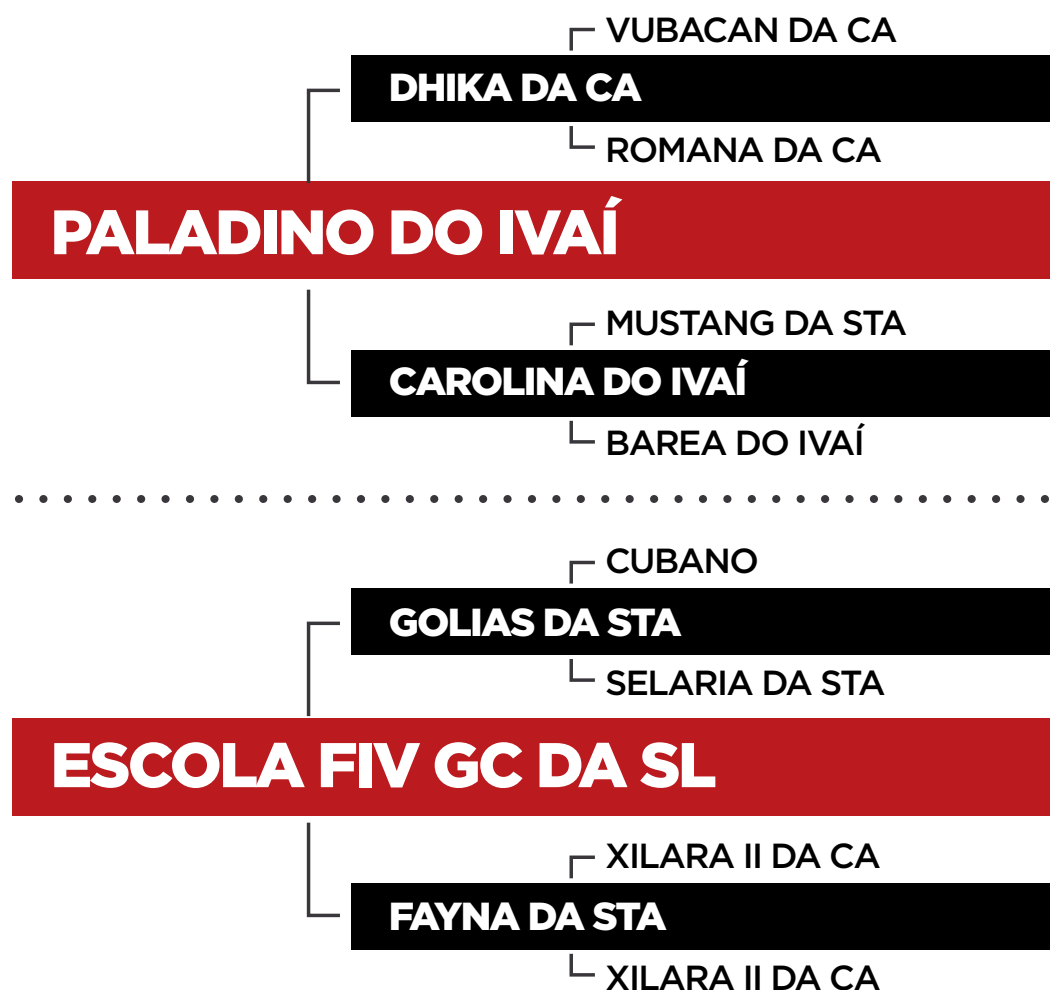 VUBACAN DA CA
DHIKA DA CA
ROMANA DA CA
PALADINO DO IVAÍ
MUSTANG DA STA
CAROLINA DO IVAÍ
BAREA DO IVAÍ
CUBANO
GOLIAS DA STA
SELARIA DA STA
ESCOLA FIV GC DA SL
XILARA II DA CA
FAYNA DA STA
XILARA II DA CA